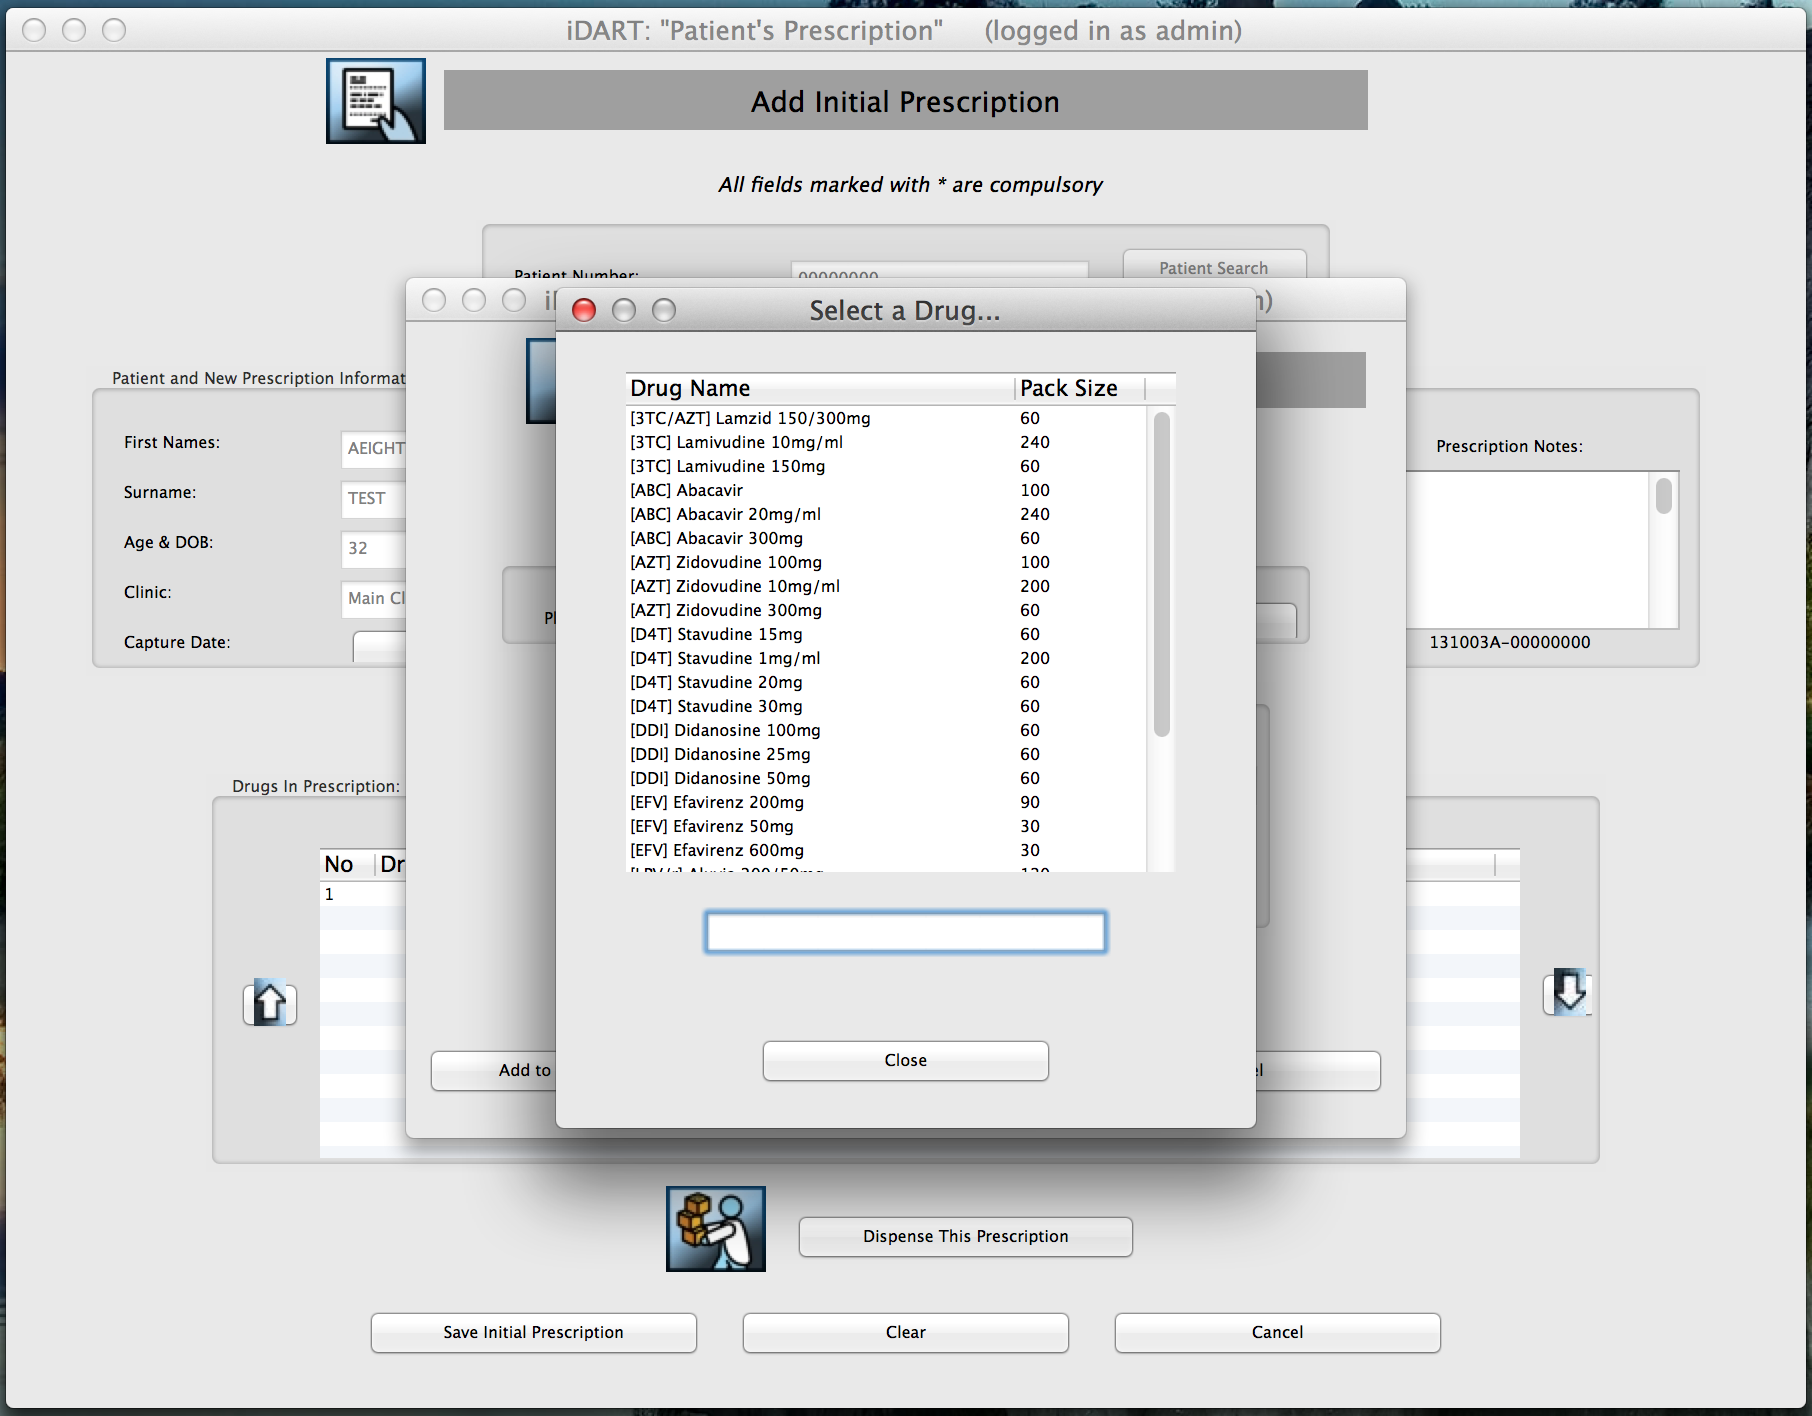 iDART: "Patient's Prescription" (logged in as admin)
Add Initial Prescription
All fields marked with * are compulsory
Patient Number:
00000000
Patient Search
Select a Drug...
Drug Name Pack Size
[3TC/AZT] Lamzid 150/300mg 60
[3TC] Lamivudine 10mg/ml 240
[3TC] Lamivudine 150mg 60
[ABC] Abacavir 100
[ABC] Abacavir 20mg/ml 240
[ABC] Abacavir 300mg 60
[AZT] Zidovudine 100mg 100
[AZT] Zidovudine 10mg/ml 200
[AZT] Zidovudine 300mg 60
[D4T] Stavudine 15mg 60
[D4T] Stavudine 1mg/ml 200
[D4T] Stavudine 20mg 60
[D4T] Stavudine 30mg 60
[DDI] Didanosine 100mg 60
[DDI] Didanosine 25mg 60
[DDI] Didanosine 50mg 60
[EFV] Efavirenz 200mg 90
[EFV] Efavirenz 50mg 30
[EFV] Efavirenz 600mg 30
Close
Patient and New Prescription Informat
First Names: AEIGHT
Surname: TEST
Age & DOB: 32
Clinic: Main Cl
Capture Date:
Prescription Notes:
131003A-00000000
Drugs In Prescription:
No Dr
1
Add to
Dispense This Prescription
Save Initial Prescription
Clear
Cancel